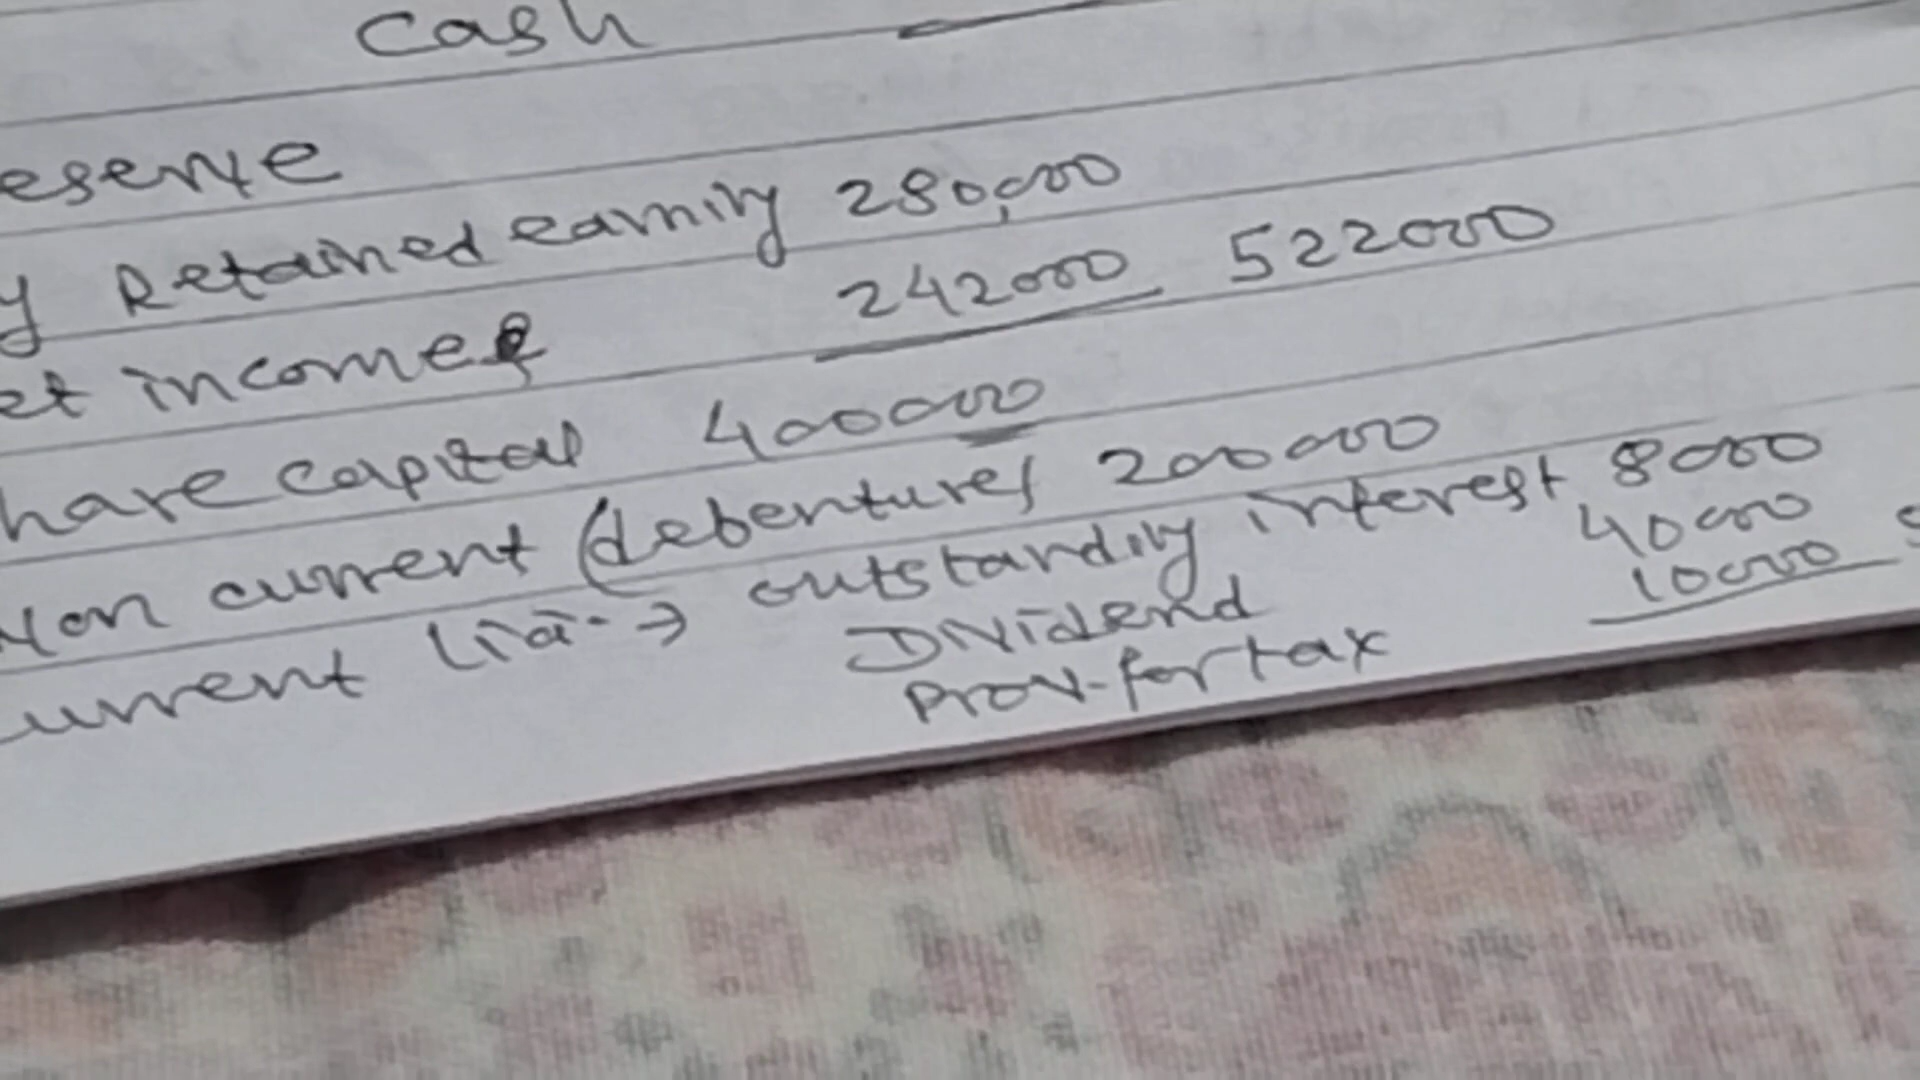 Cash
eserve
y Retained earning 280,000
et income 242000 522000
hare capital 400000
Non current (debentures 200000
urrent lia. → outstanding interest 8000
Dividend 40000
Prov. for tax 10000